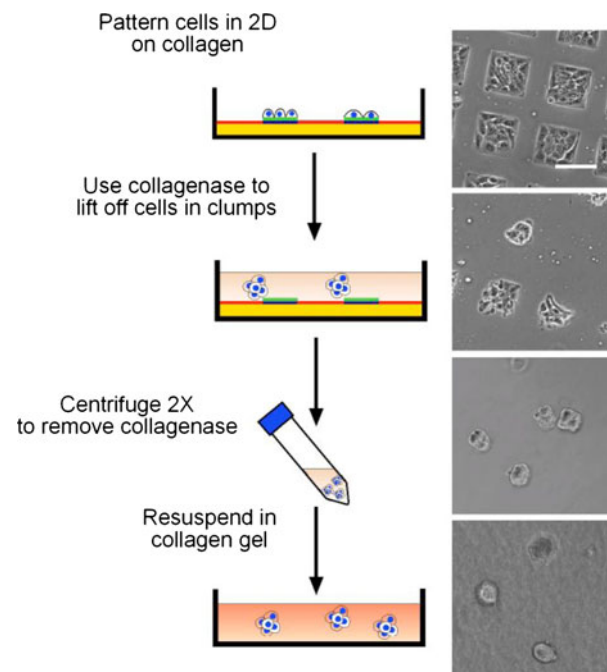 Pattern cells in 2D
on collagen
Use collagenase to
lift off cells in clumps
Centrifuge 2X
to remove collagenase
Resuspend in
collagen gel